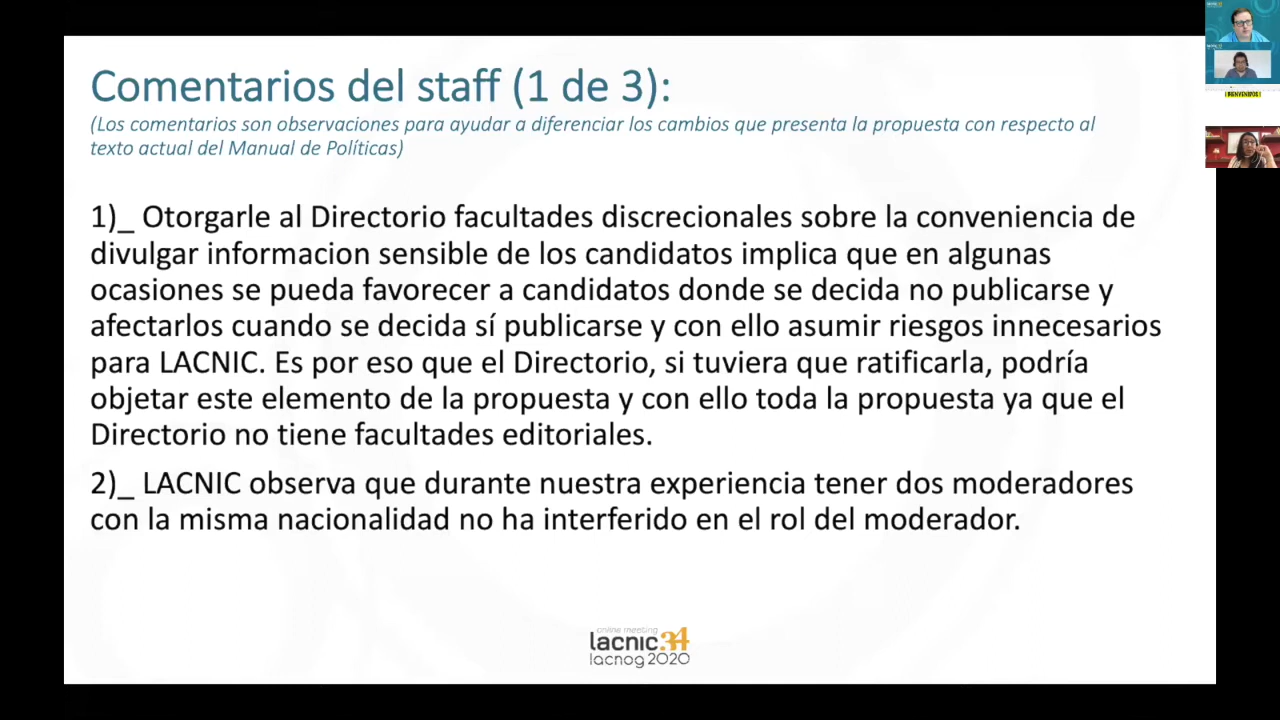 Comentarios del staff (1 de 3):
(Los comentarios son observaciones para ayudar a diferenciar los cambios que presenta la propuesta con respecto al
texto actual del Manual de Políticas)
1)_ Otorgarle al Directorio facultades discrecionales sobre la conveniencia de
divulgar informacion sensible de los candidatos implica que en algunas
ocasiones se pueda favorecer a candidatos donde se decida no publicarse y
afectarlos cuando se decida sí publicarse y con ello asumir riesgos innecesarios
para LACNIC. Es por eso que el Directorio, si tuviera que ratificarla, podría
objetar este elemento de la propuesta y con ello toda la propuesta ya que el
Directorio no tiene facultades editoriales.
2)_ LACNIC observa que durante nuestra experiencia tener dos moderadores
con la misma nacionalidad no ha interferido en el rol del moderador.
online meeting
lacnic34
lacnog2020
¡BIENVENIDOS!